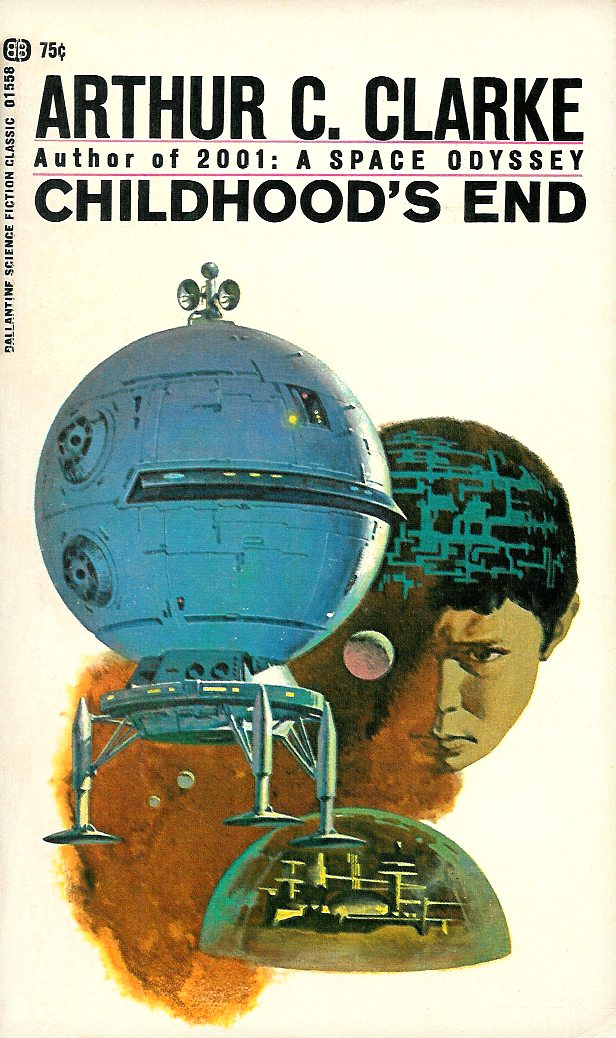 75¢
ARTHUR C. CLARKE
Author of 2001: A SPACE ODYSSEY
CHILDHOOD'S END
BALLANTINE SCIENCE FICTION CLASSIC 01558